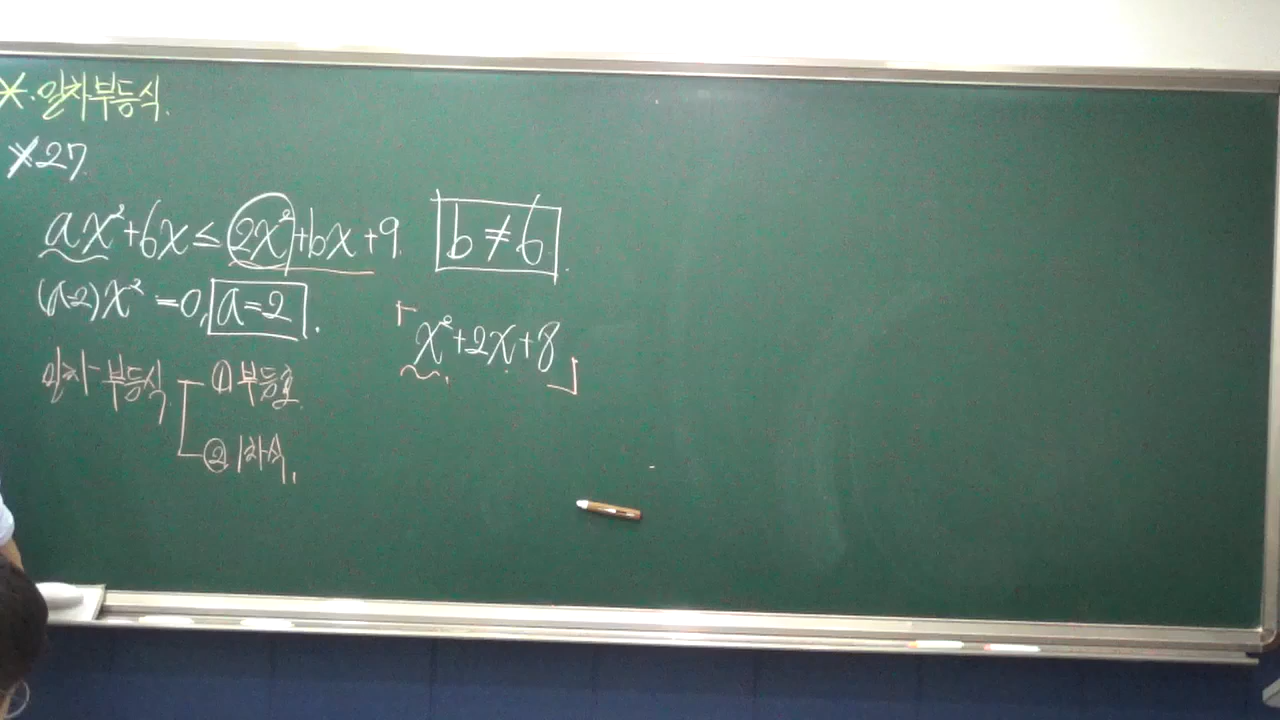 ※.일차부등식.
※27
ax²+6x≤2x²+bx+9. b≠6.
(a-2)x²=0, a=2.
「x²+2x+8」
일차부등식 ①부등호
②1차식.